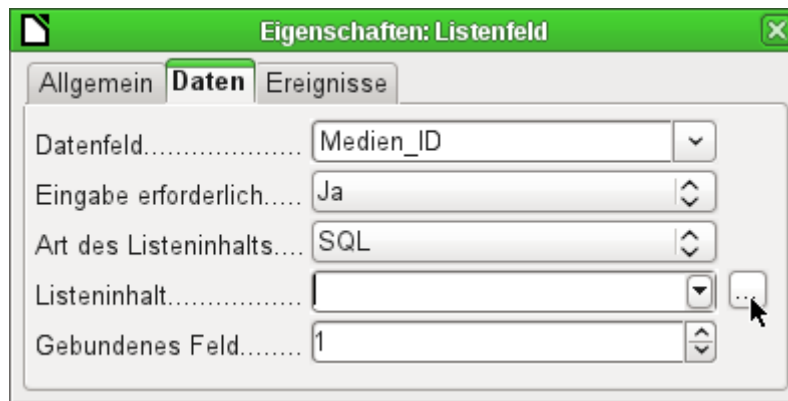 Eigenschaften: Listenfeld
Allgemein Daten Ereignisse
Datenfeld.................... Medien_ID
Eingabe erforderlich..... Ja
Art des Listeninhalts.... SQL
Listeninhalt................. ...
Gebundenes Feld........ 1